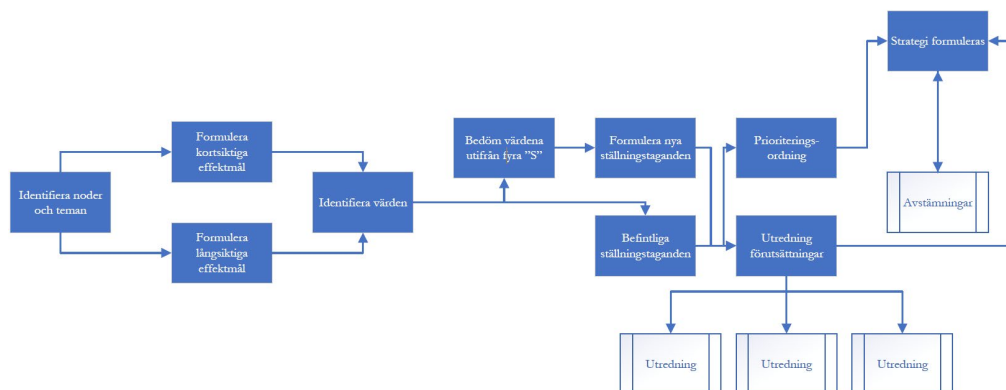 Identifiera noder
och teman
Formulera
kortsiktiga
effektmål
Formulera
långsiktiga
effektmål
Identifiera värden
Bedöm värdena
utifrån fyra ”S”
Formulera nya
ställningstaganden
Befintliga
ställningstaganden
Prioriterings-
ordning
Utredning
förutsättningar
Strategi formuleras
Avstämningar
Utredning
Utredning
Utredning